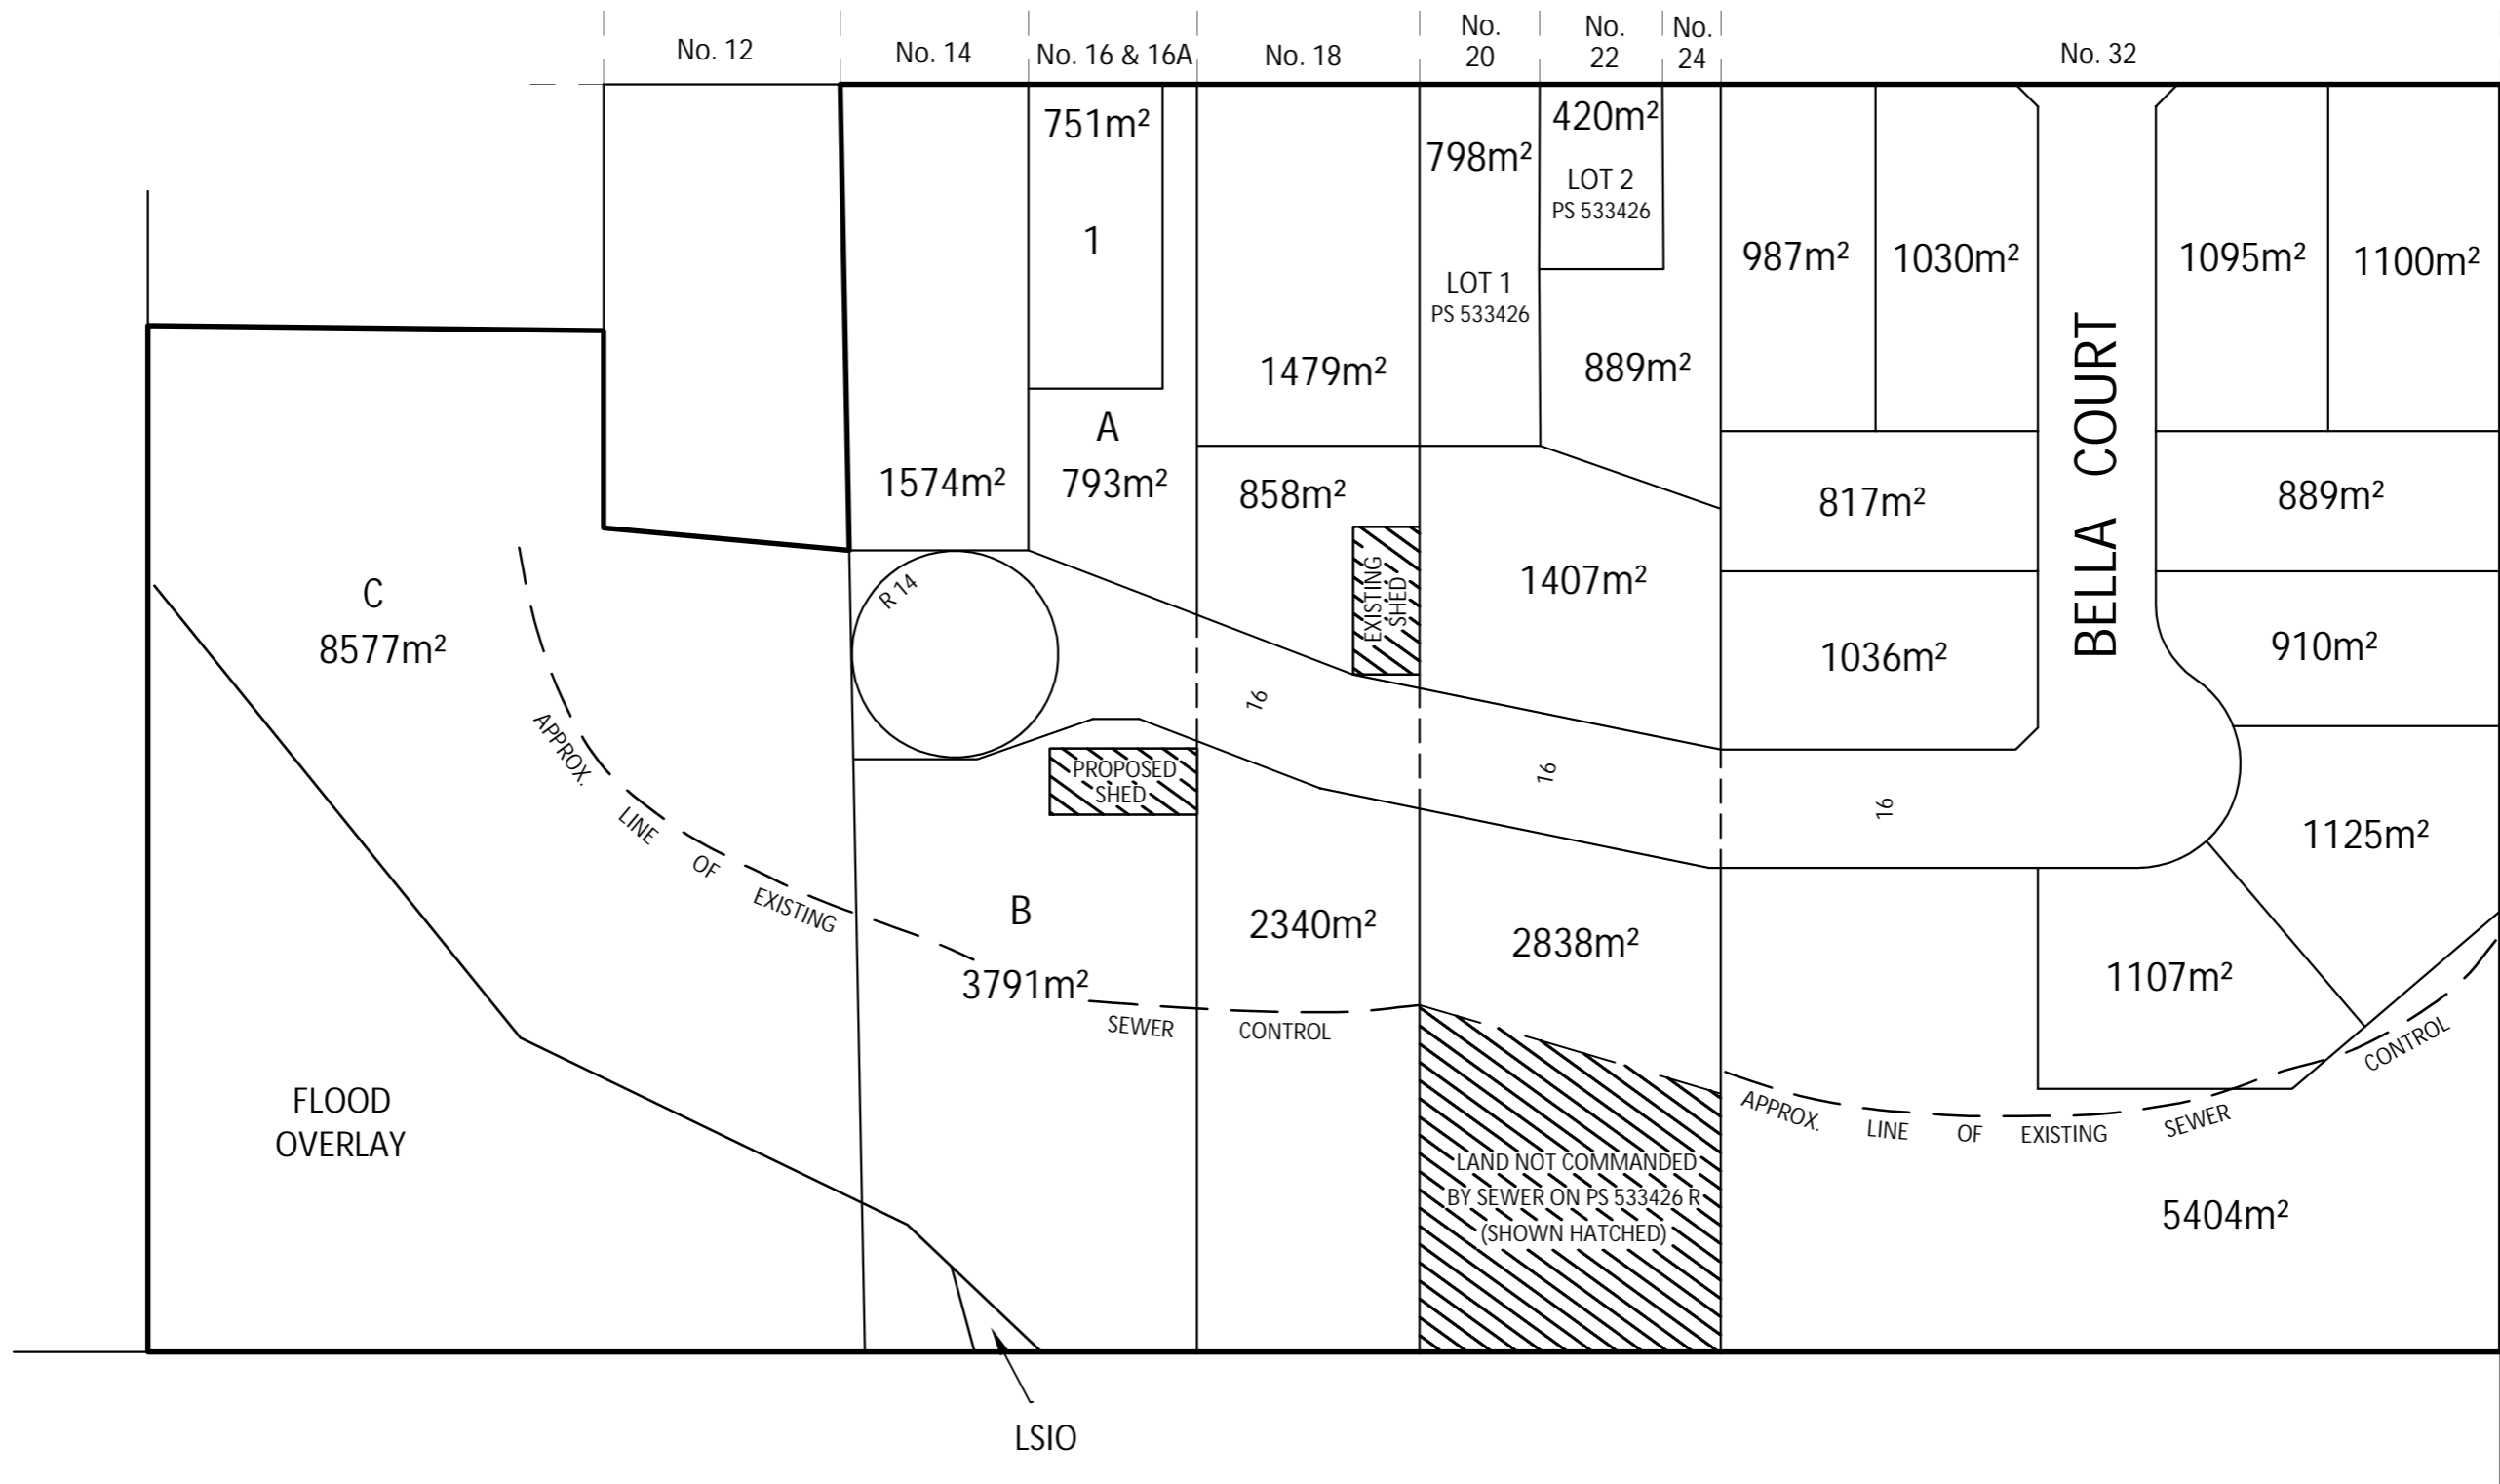 No. 12
No. 14
No. 16 & 16A
No. 18
No.
20
No.
22
No.
24
No. 32
751m²
1
A
793m²
1574m²
1479m²
858m²
EXISTING
SHED
798m²
LOT 1
PS 533426
420m²
LOT 2
PS 533426
889m²
1407m²
987m²
1030m²
817m²
1036m²
BELLA COURT
1095m²
1100m²
889m²
910m²
1125m²
1107m²
C
8577m²
R 14
16
16
16
PROPOSED
SHED
B
3791m²
2340m²
2838m²
APPROX. LINE OF EXISTING SEWER CONTROL
FLOOD
OVERLAY
LAND NOT COMMANDED
BY SEWER ON PS 533426 R
(SHOWN HATCHED)
APPROX. LINE OF EXISTING SEWER CONTROL
5404m²
LSIO